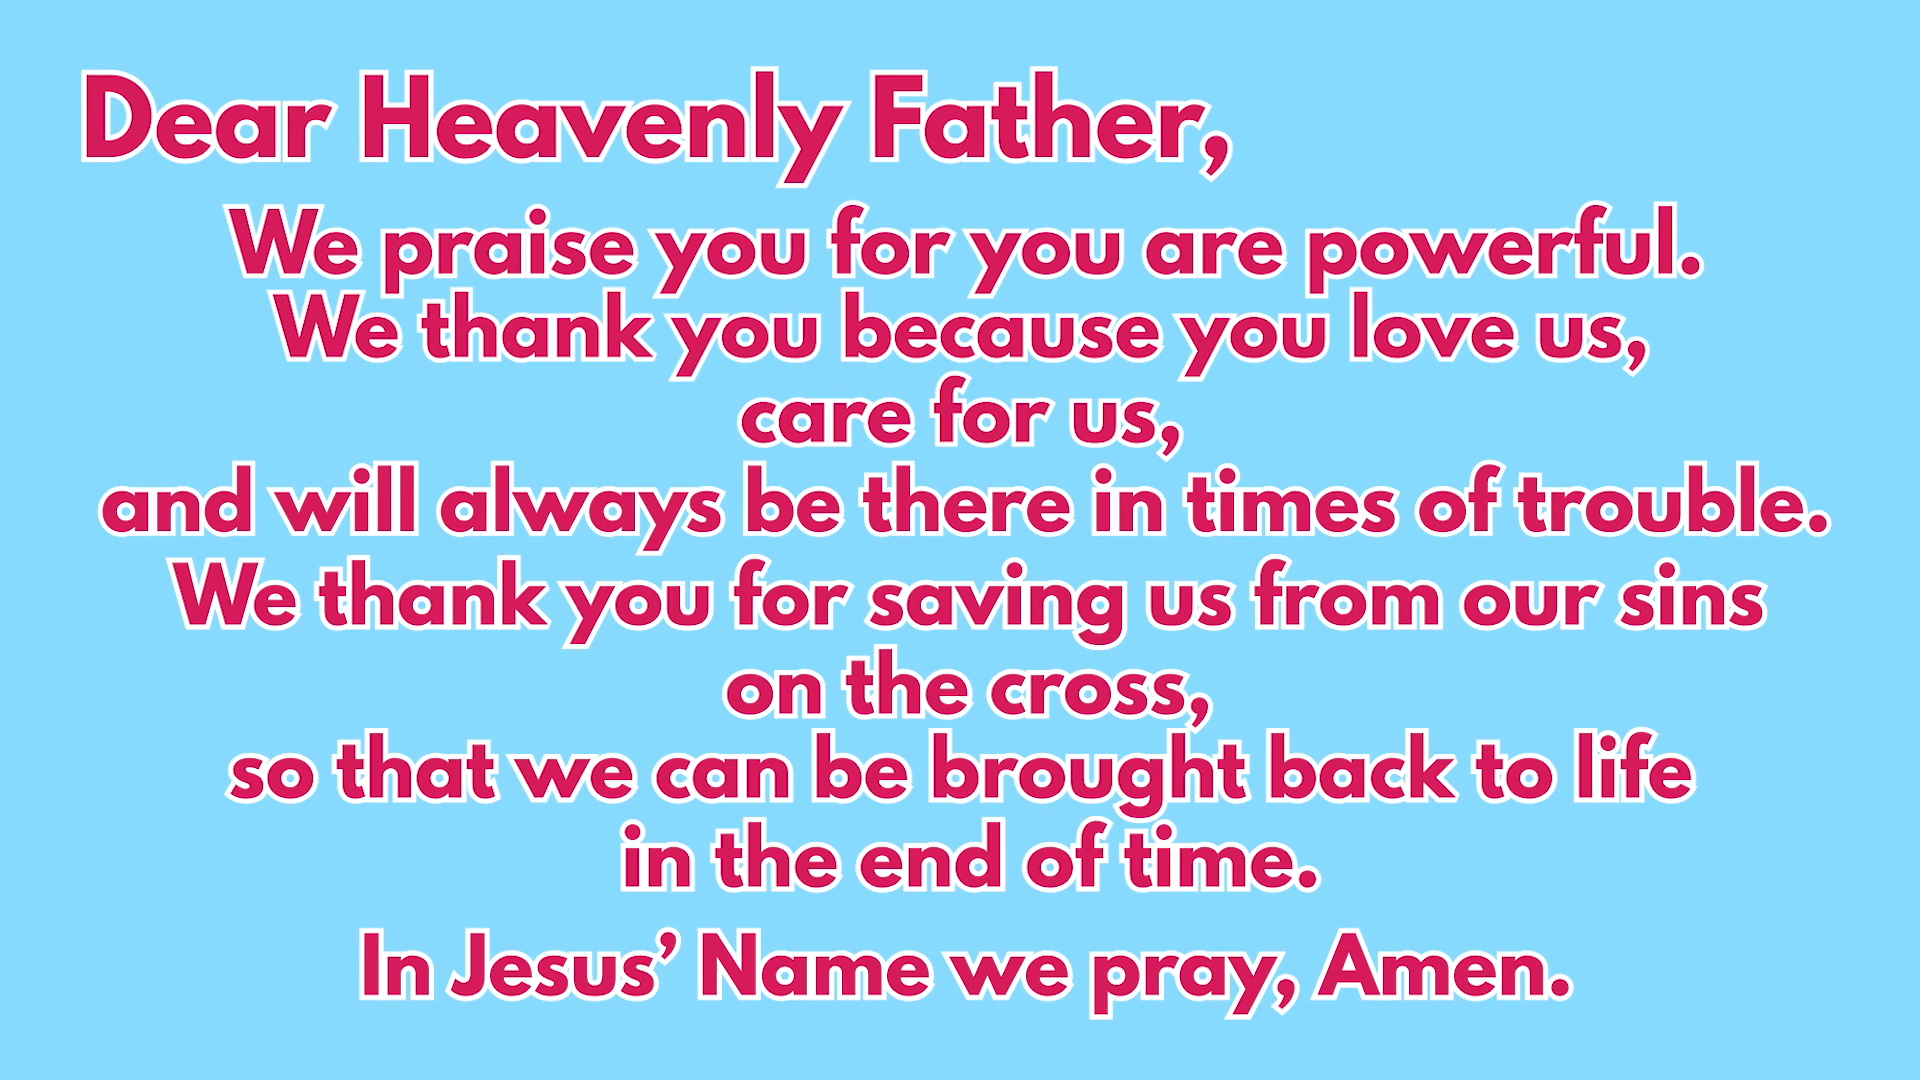 Dear Heavenly Father,
We praise you for you are powerful.
We thank you because you love us,
care for us,
and will always be there in times of trouble.
We thank you for saving us from our sins
on the cross,
so that we can be brought back to life
in the end of time.
In Jesus’ Name we pray, Amen.